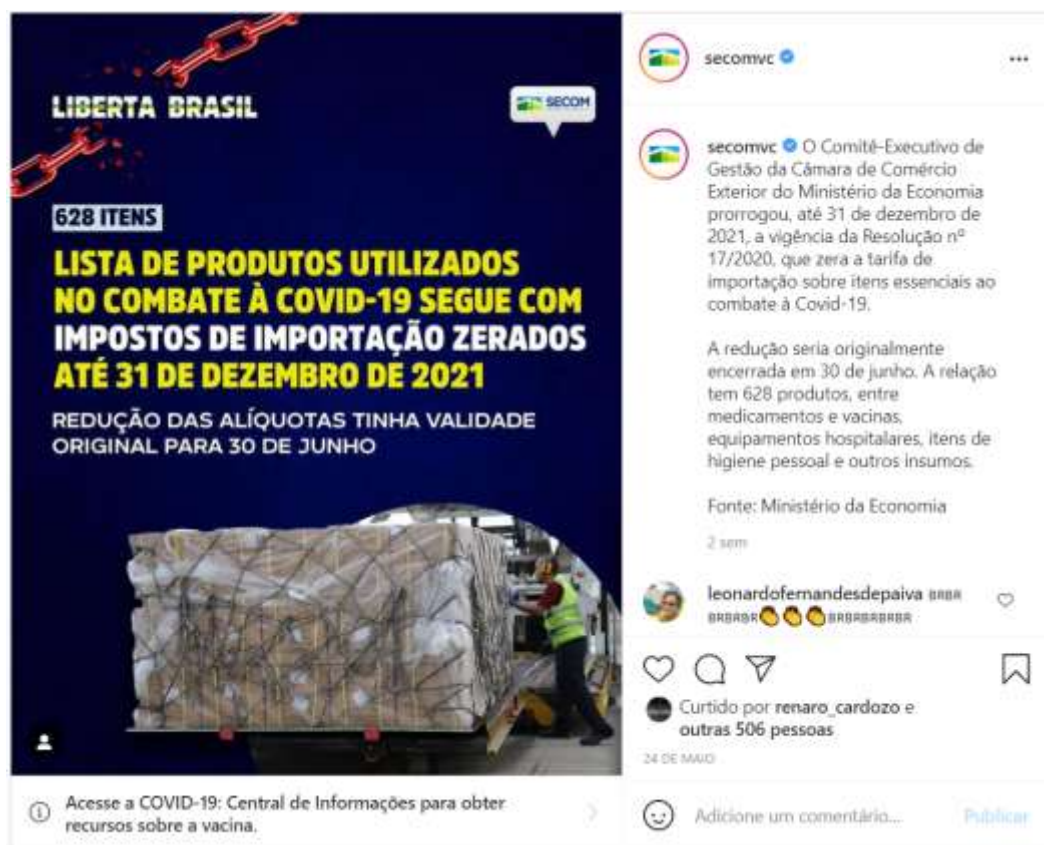 LIBERTA BRASIL
SECOM
628 ITENS
LISTA DE PRODUTOS UTILIZADOS
NO COMBATE À COVID-19 SEGUE COM
IMPOSTOS DE IMPORTAÇÃO ZERADOS
ATÉ 31 DE DEZEMBRO DE 2021
REDUÇÃO DAS ALÍQUOTAS TINHA VALIDADE
ORIGINAL PARA 30 DE JUNHO
Acesse a COVID-19: Central de Informações para obter
recursos sobre a vacina.
secomvc
secomvc O Comitê-Executivo de
Gestão da Câmara de Comércio
Exterior do Ministério da Economia
prorrogou, até 31 de dezembro de
2021, a vigência da Resolução nº
17/2020, que zera a tarifa de
importação sobre itens essenciais ao
combate à Covid-19.
A redução seria originalmente
encerrada em 30 de junho. A relação
tem 628 produtos, entre
medicamentos e vacinas,
equipamentos hospitalares, itens de
higiene pessoal e outros insumos.
Fonte: Ministério da Economia
2 sem
leonardofernandesdepaiva BRBR
BRBRBR👏👏👏BRBRBRBRBR
Curtido por renaro_cardozo e
outras 506 pessoas
24 DE MAIO
Adicione um comentário... Publicar